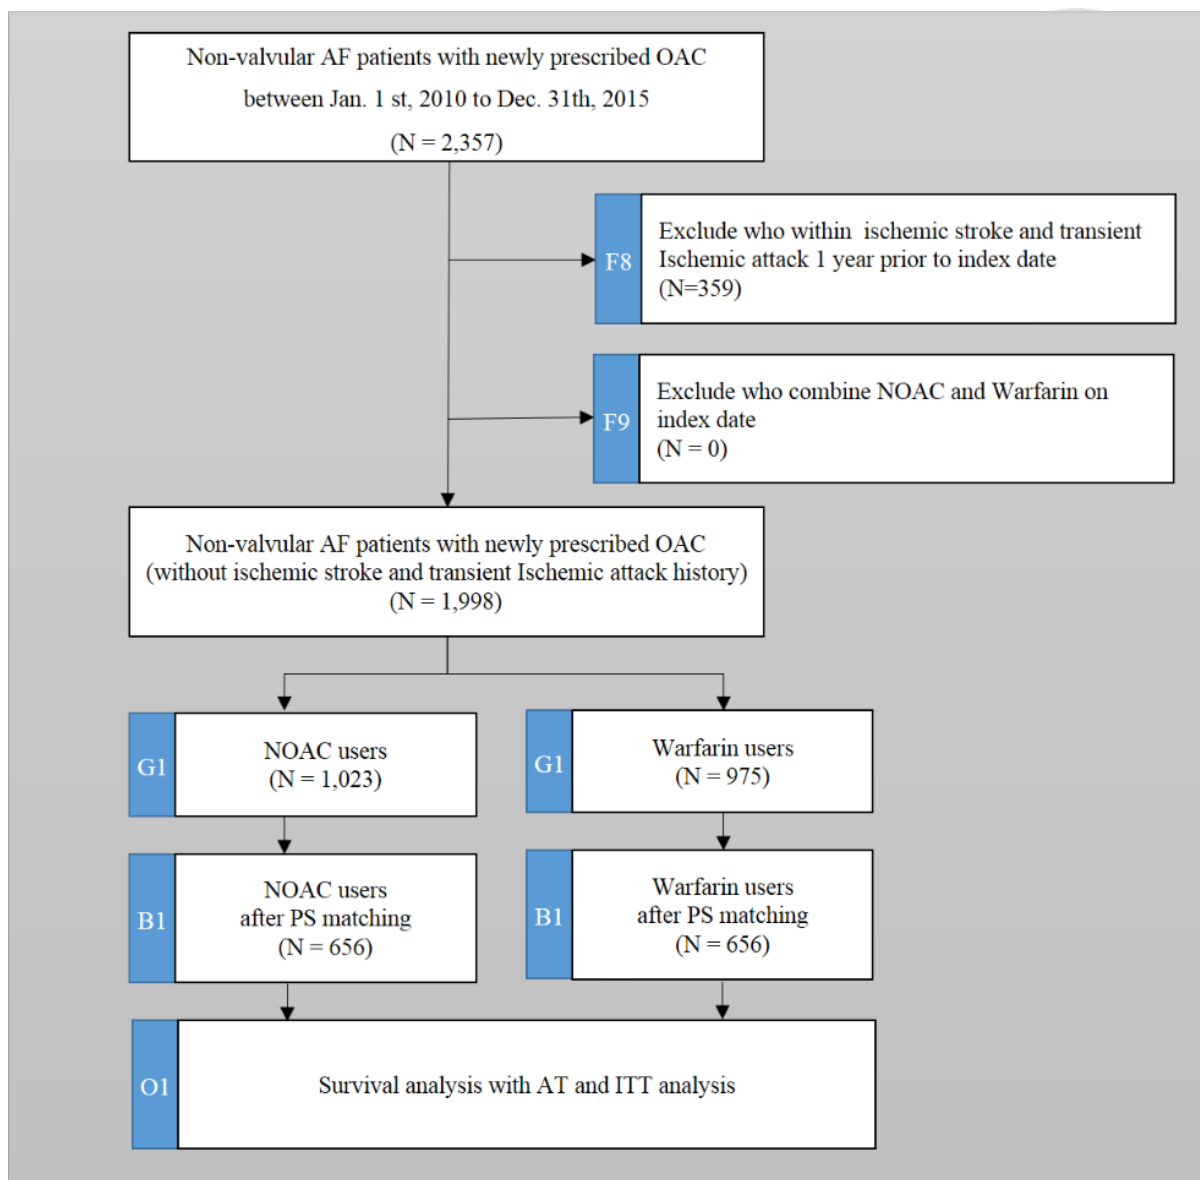 Non-valvular AF patients with newly prescribed OAC
between Jan. 1 st, 2010 to Dec. 31th, 2015
(N = 2,357)
F8
Exclude who within ischemic stroke and transient
Ischemic attack 1 year prior to index date
(N=359)
F9
Exclude who combine NOAC and Warfarin on
index date
(N = 0)
Non-valvular AF patients with newly prescribed OAC
(without ischemic stroke and transient Ischemic attack history)
(N = 1,998)
G1
NOAC users
(N = 1,023)
G1
Warfarin users
(N = 975)
B1
NOAC users
after PS matching
(N = 656)
B1
Warfarin users
after PS matching
(N = 656)
O1
Survival analysis with AT and ITT analysis